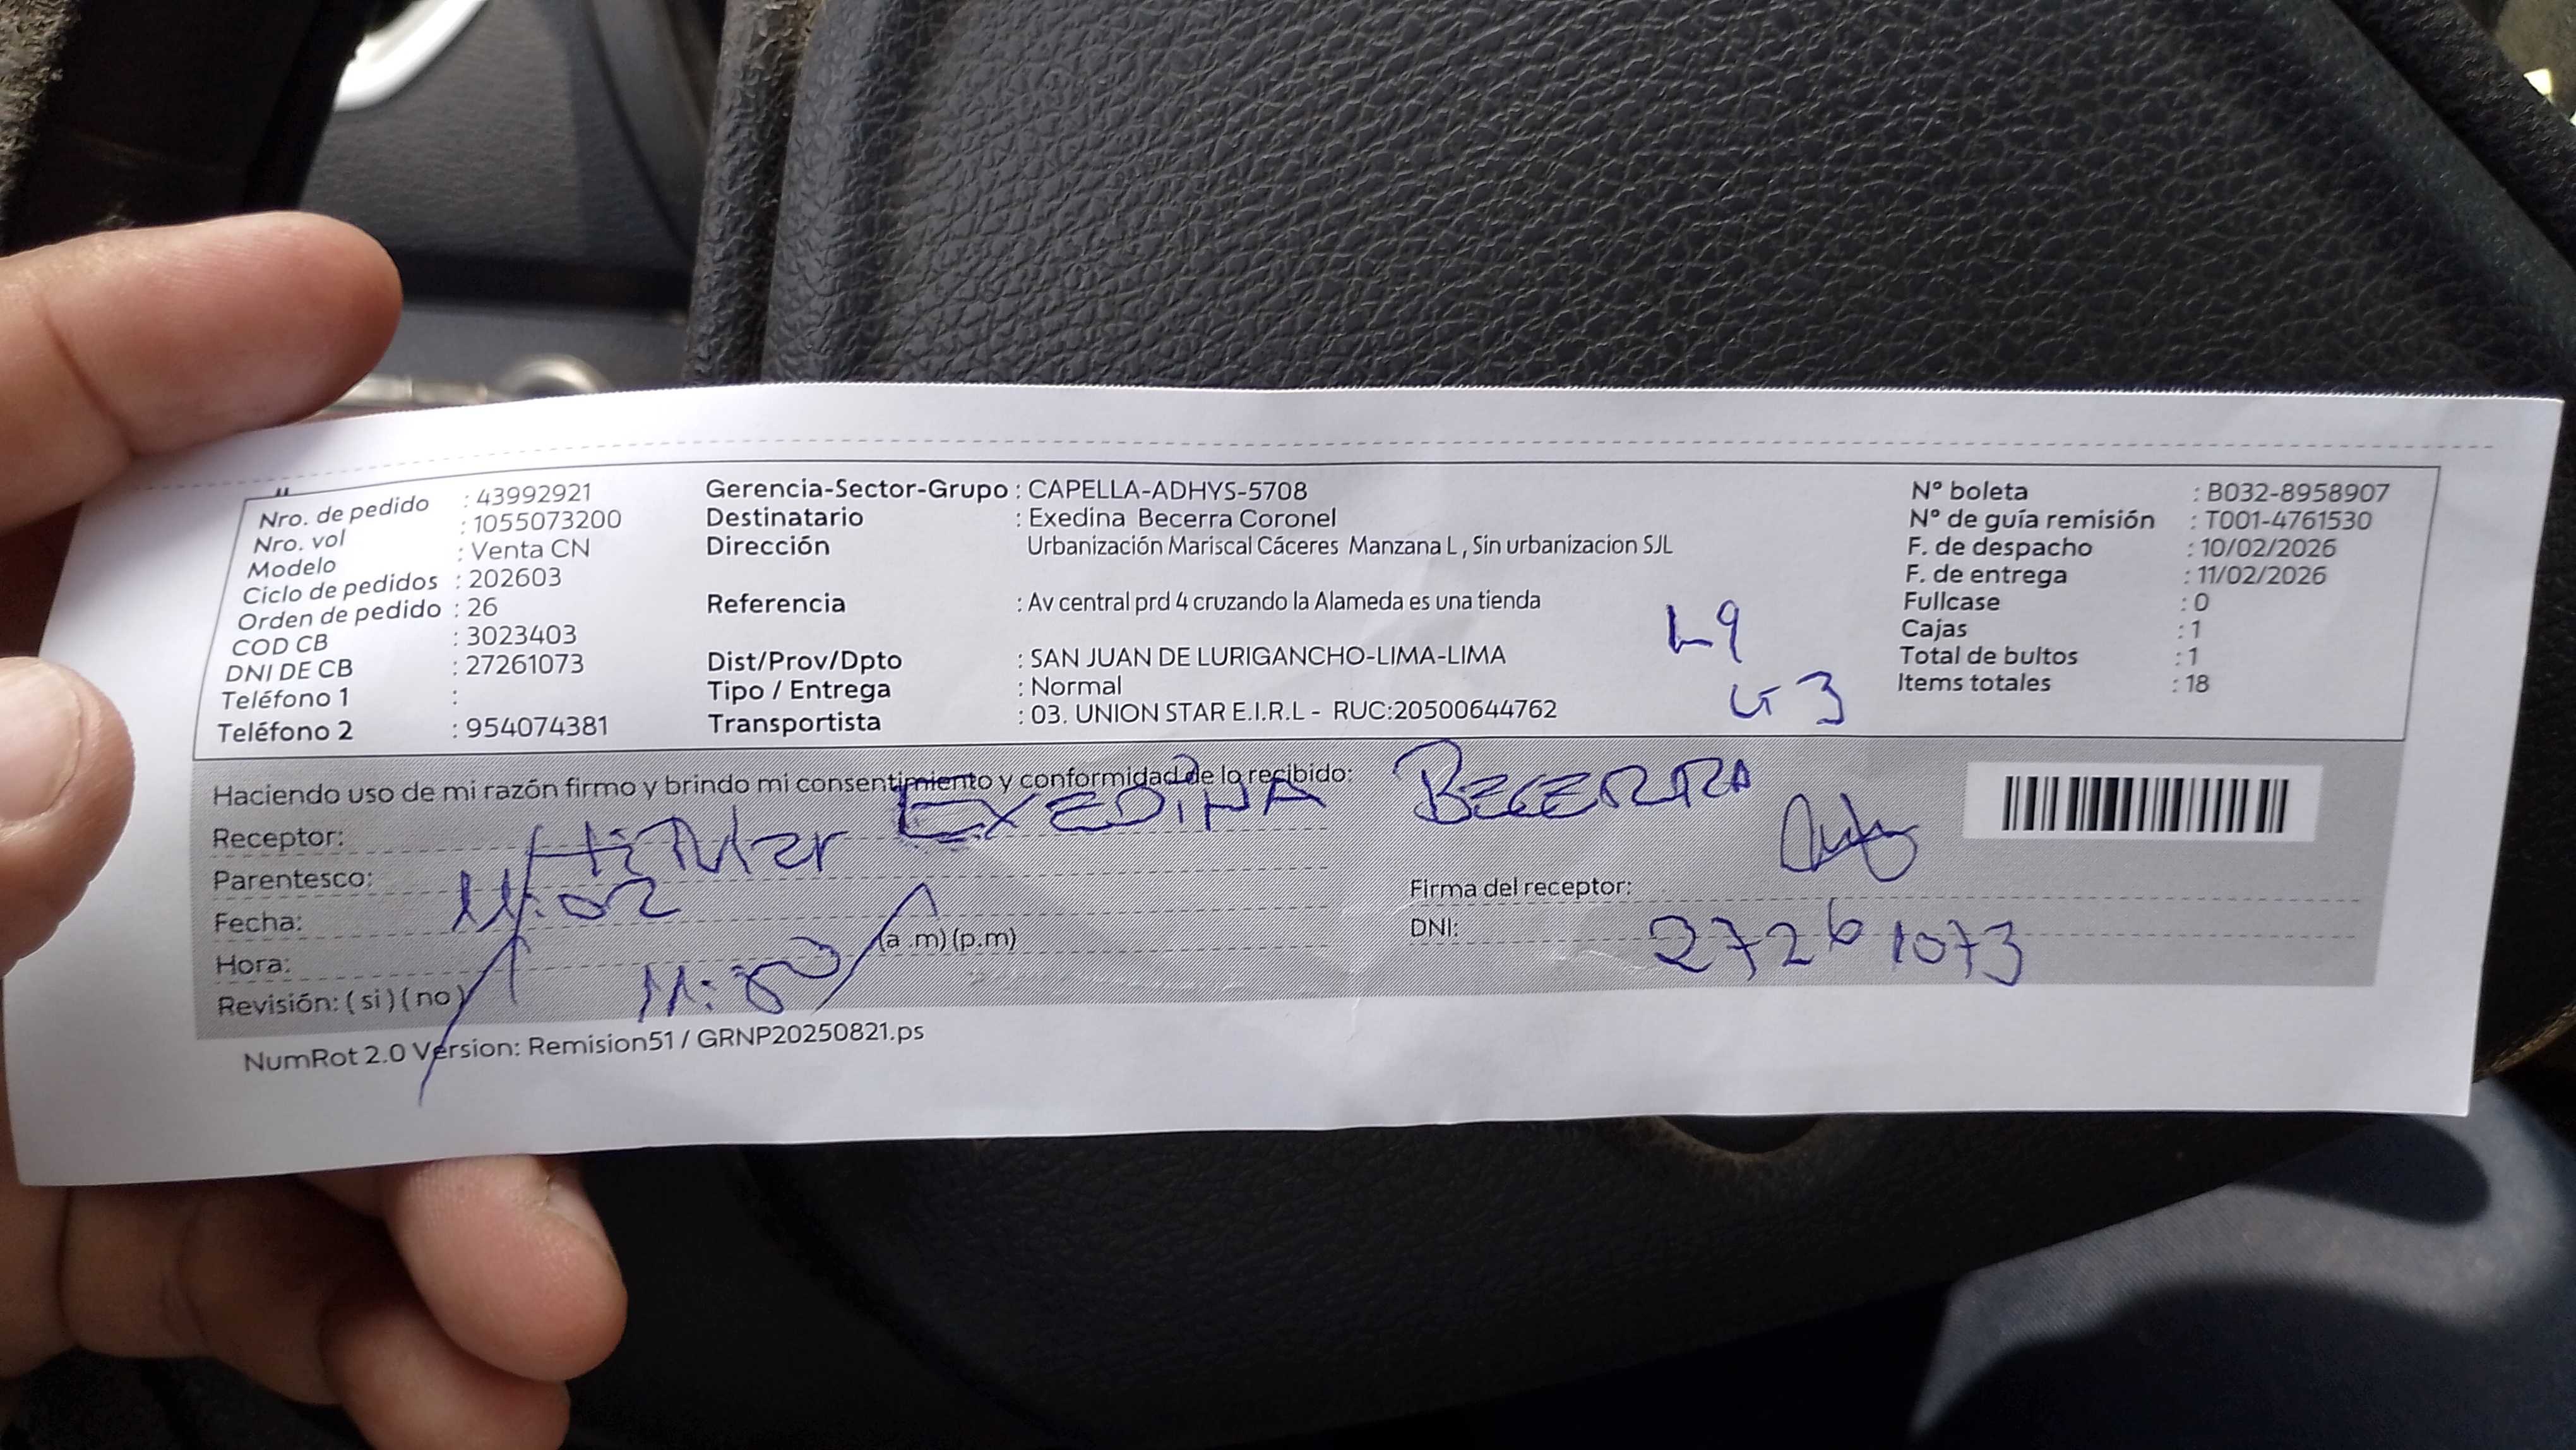 Nro. de pedido : 43992921
Nro. vol : 1055073200
Modelo : Venta CN
Ciclo de pedidos : 202603
Orden de pedido : 26
COD CB : 3023403
DNI DE CB : 27261073
Teléfono 1 :
Teléfono 2 : 954074381
Gerencia-Sector-Grupo : CAPELLA-ADHYS-5708
Destinatario : Exedina Becerra Coronel
Dirección Urbanización Mariscal Cáceres Manzana L , Sin urbanizacion SJL
Referencia : Av central prd 4 cruzando la Alameda es una tienda
Dist/Prov/Dpto : SAN JUAN DE LURIGANCHO-LIMA-LIMA
Tipo / Entrega : Normal
Transportista : 03. UNION STAR E.I.R.L - RUC:20500644762
L9
G3
N° boleta : B032-8958907
N° de guía remisión : T001-4761530
F. de despacho : 10/02/2026
F. de entrega : 11/02/2026
Fullcase : 0
Cajas : 1
Total de bultos : 1
Items totales : 18
Haciendo uso de mi razón firmo y brindo mi consentimiento y conformidad de lo recibido:
Receptor: EXEDINA BECERRA
Parentesco:
Fecha: 11.02
Hora: (a .m) (p.m)
Revisión: ( si ) ( no )
Firma del receptor:
DNI: 27261073
NumRot 2.0 Version: Remision51 / GRNP20250821.ps